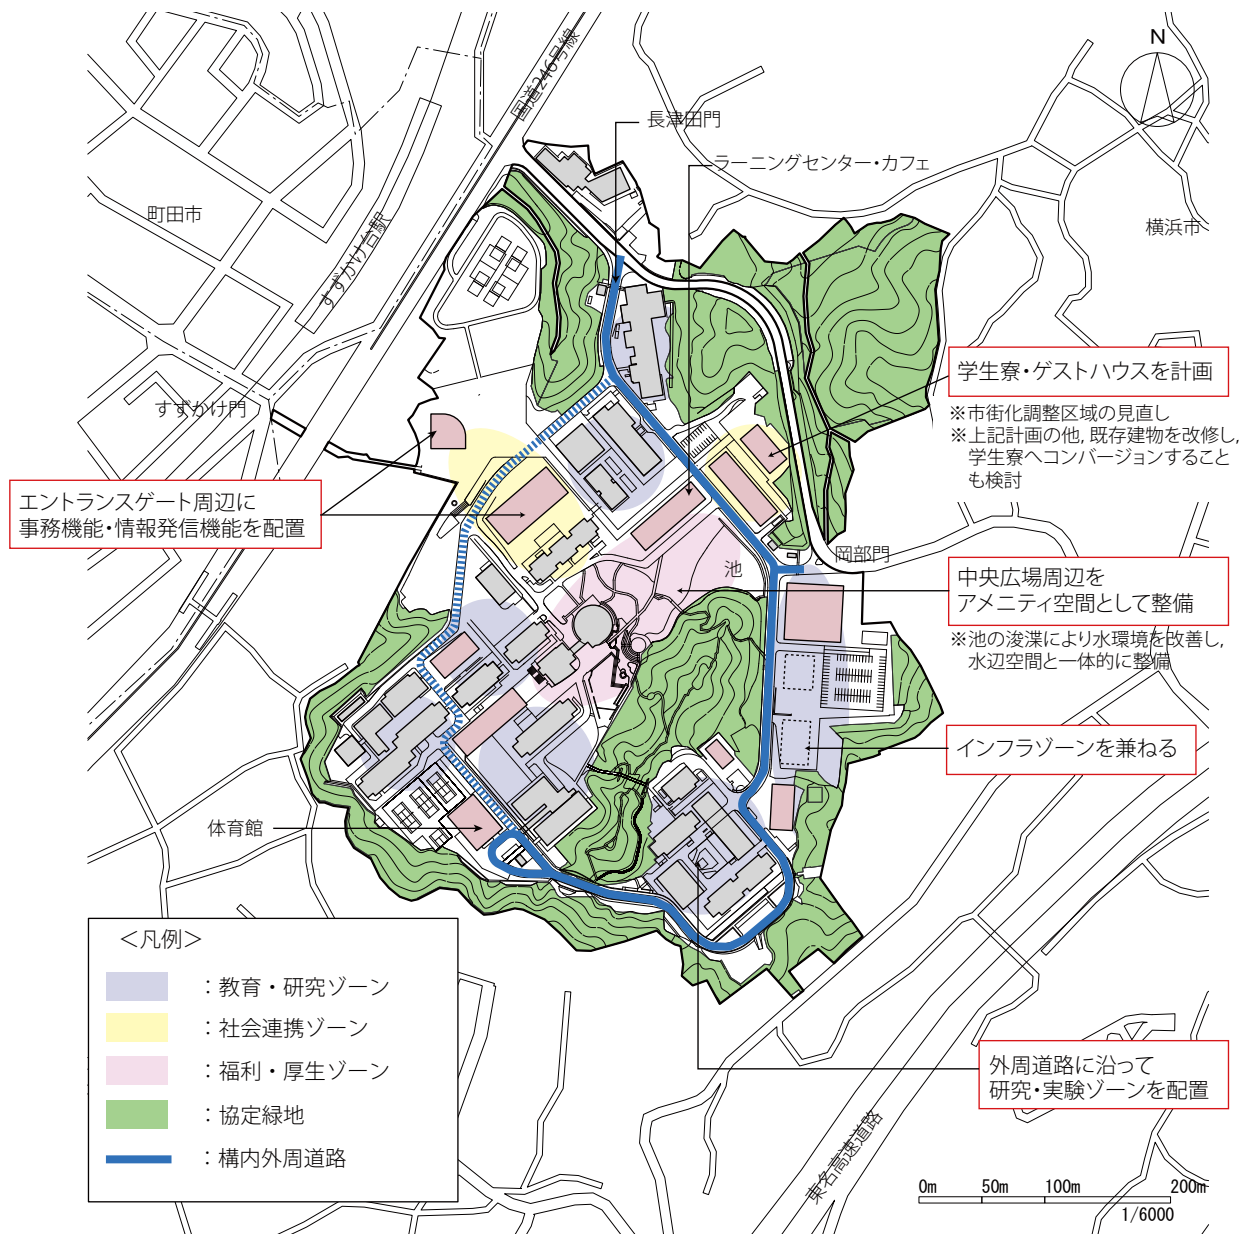 N
国道246号線
長津田門
ラーニングセンター・カフェ
町田市
横浜市
すずかけ台駅
学生寮・ゲストハウスを計画
※市街化調整区域の見直し
※上記計画の他, 既存建物を改修し,
学生寮へコンバージョンすること
も検討
すずかけ門
エントランスゲート周辺に
事務機能・情報発信機能を配置
岡部門
池
中央広場周辺を
アメニティ空間として整備
※池の浚渫により水環境を改善し,
水辺空間と一体的に整備
インフラゾーンを兼ねる
体育館
＜凡例＞
：教育・研究ゾーン
：社会連携ゾーン
：福利・厚生ゾーン
：協定緑地
：構内外周道路
外周道路に沿って
研究・実験ゾーンを配置
東名高速道路
0m 50m 100m 200m
1/6000